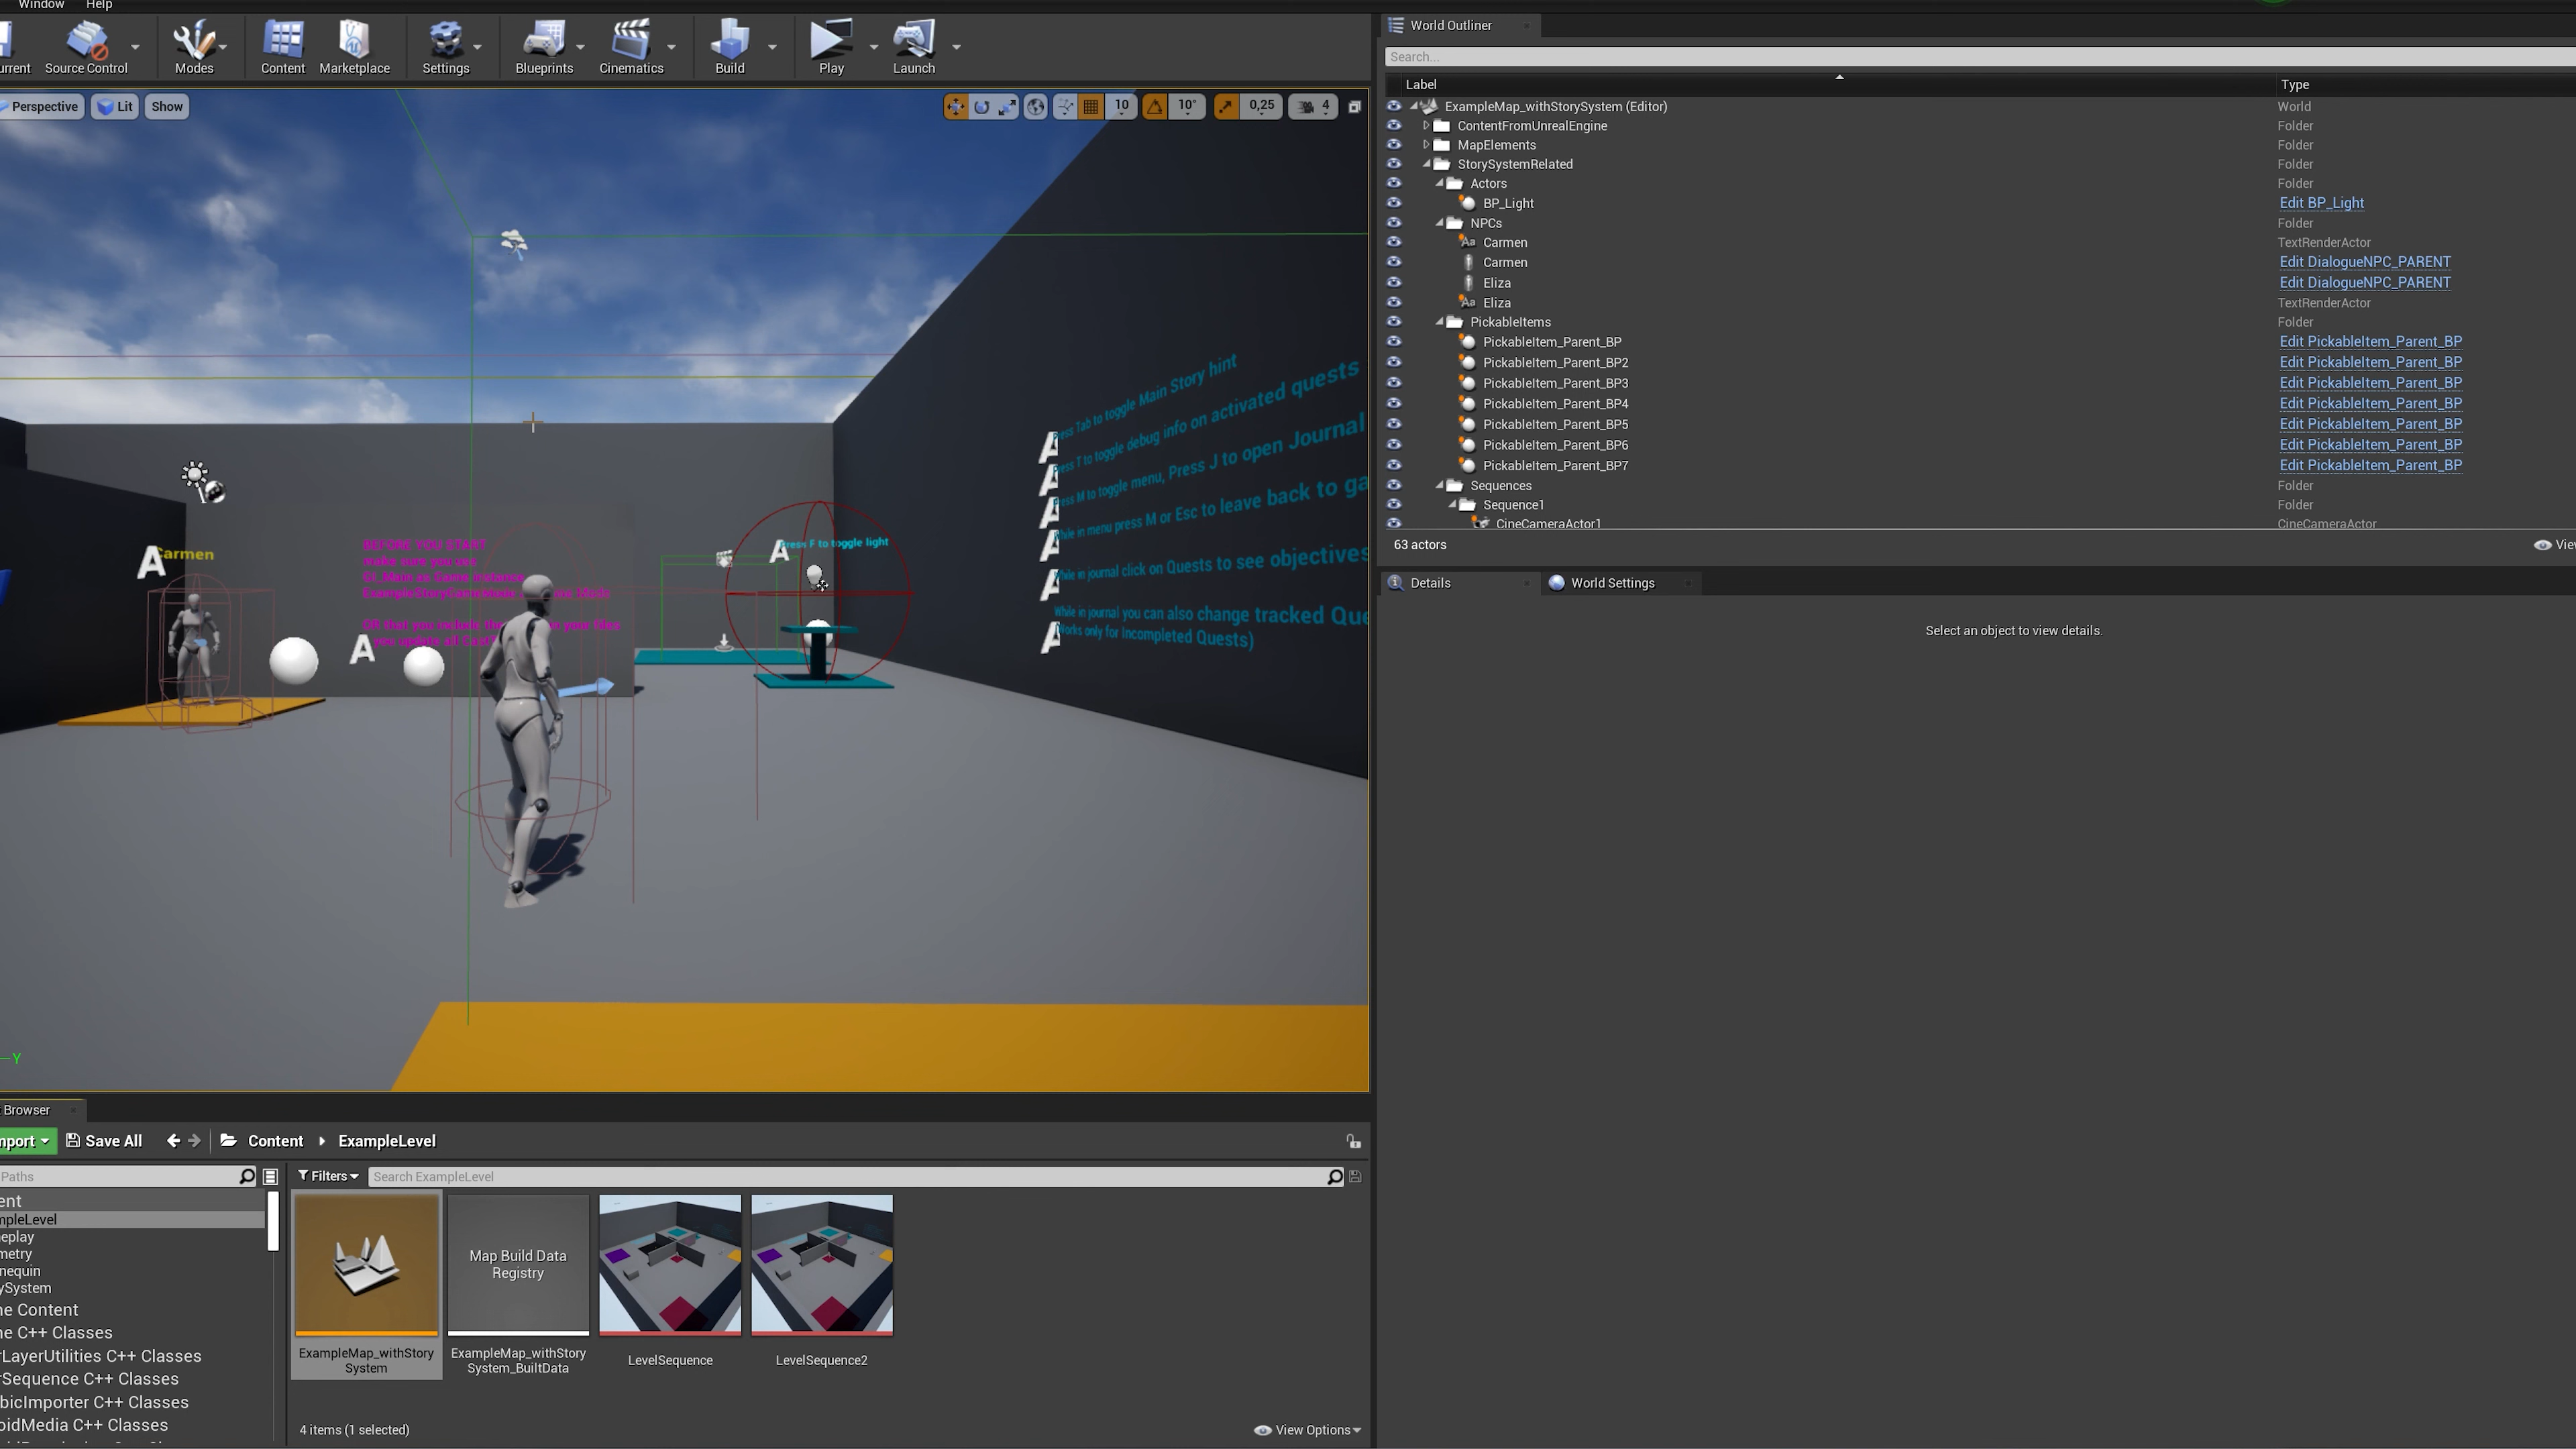 Window Help
Source Control Modes Content Marketplace Settings Blueprints Cinematics Build Play Launch
Perspective Lit Show 10 10° 0,25 4
Carmen
BEFORE YOU START
Press F to toggle light
Press Tab to toggle Main Story hint
Press T to toggle debug info on activated quests
Press M to toggle menu, Press J to open Journal
While in menu press M or Esc to leave back to ga
While in journal click on Quests to see objectives
While in journal you can also change tracked Que
Works only for Incompleted Quests)
Y
World Outliner
Search...
Label Type
ExampleMap_withStorySystem (Editor) World
ContentFromUnrealEngine Folder
MapElements Folder
StorySystemRelated Folder
Actors Folder
BP_Light Edit BP_Light
NPCs Folder
Carmen TextRenderActor
Carmen Edit DialogueNPC_PARENT
Eliza Edit DialogueNPC_PARENT
Eliza TextRenderActor
PickableItems Folder
PickableItem_Parent_BP Edit PickableItem_Parent_BP
PickableItem_Parent_BP2 Edit PickableItem_Parent_BP
PickableItem_Parent_BP3 Edit PickableItem_Parent_BP
PickableItem_Parent_BP4 Edit PickableItem_Parent_BP
PickableItem_Parent_BP5 Edit PickableItem_Parent_BP
PickableItem_Parent_BP6 Edit PickableItem_Parent_BP
PickableItem_Parent_BP7 Edit PickableItem_Parent_BP
Sequences Folder
Sequence1 Folder
CineCameraActor1 CineCameraActor
63 actors Vie
Details World Settings
Select an object to view details.
Browser
mport Save All Content ExampleLevel
Paths Filters Search ExampleLevel
ent
mpleLevel
eplay
metry
nequin
ySystem
ne Content
ne C++ Classes
rLayerUtilities C++ Classes
rSequence C++ Classes
bicImporter C++ Classes
oidMedia C++ Classes
ExampleMap_withStory
System
Map Build Data
Registry
ExampleMap_withStory
System_BuiltData
LevelSequence
LevelSequence2
4 items (1 selected) View Options